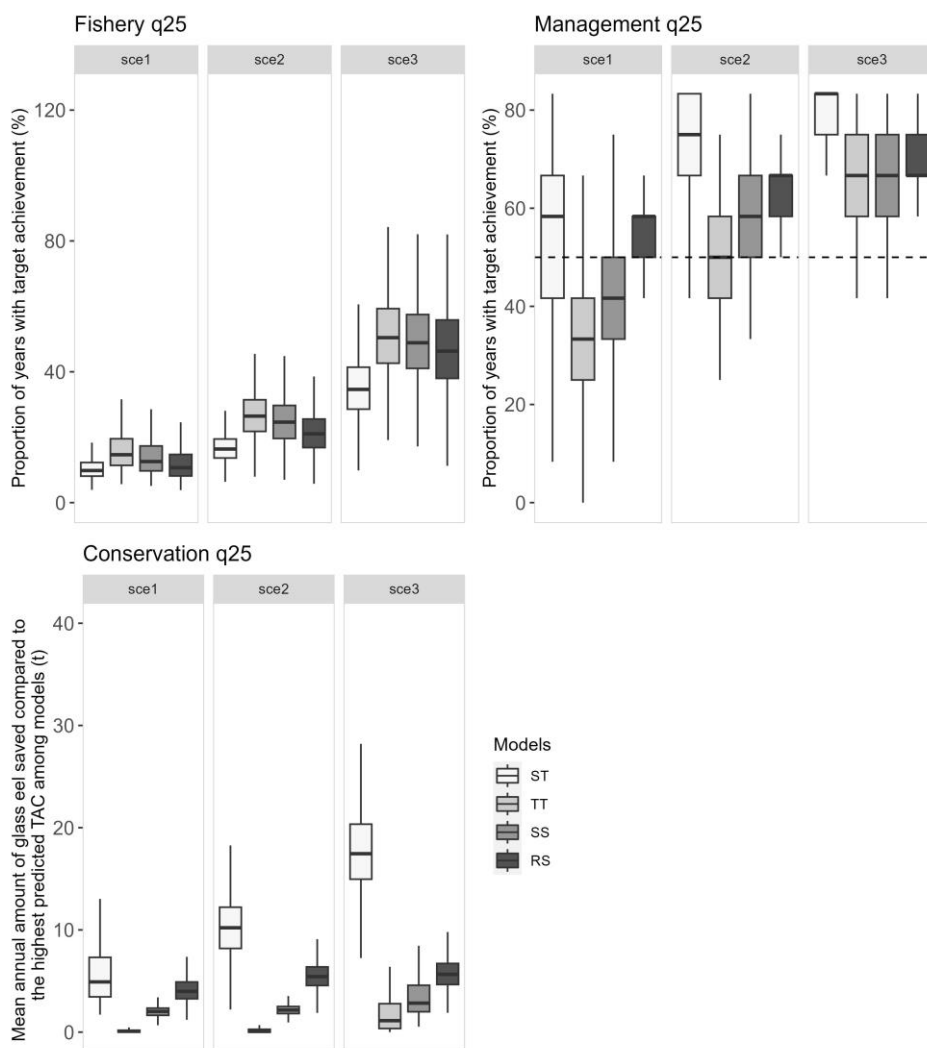 Fishery q25
sce1
sce2
sce3
120
80
40
0
Proportion of years with target achievement (%)
Management q25
sce1
sce2
sce3
80
60
40
20
0
Proportion of years with target achievement (%)
Conservation q25
sce1
sce2
sce3
40
30
20
10
0
Mean annual amount of glass eel saved compared to
the highest predicted TAC among models (t)
Models
ST
TT
SS
RS